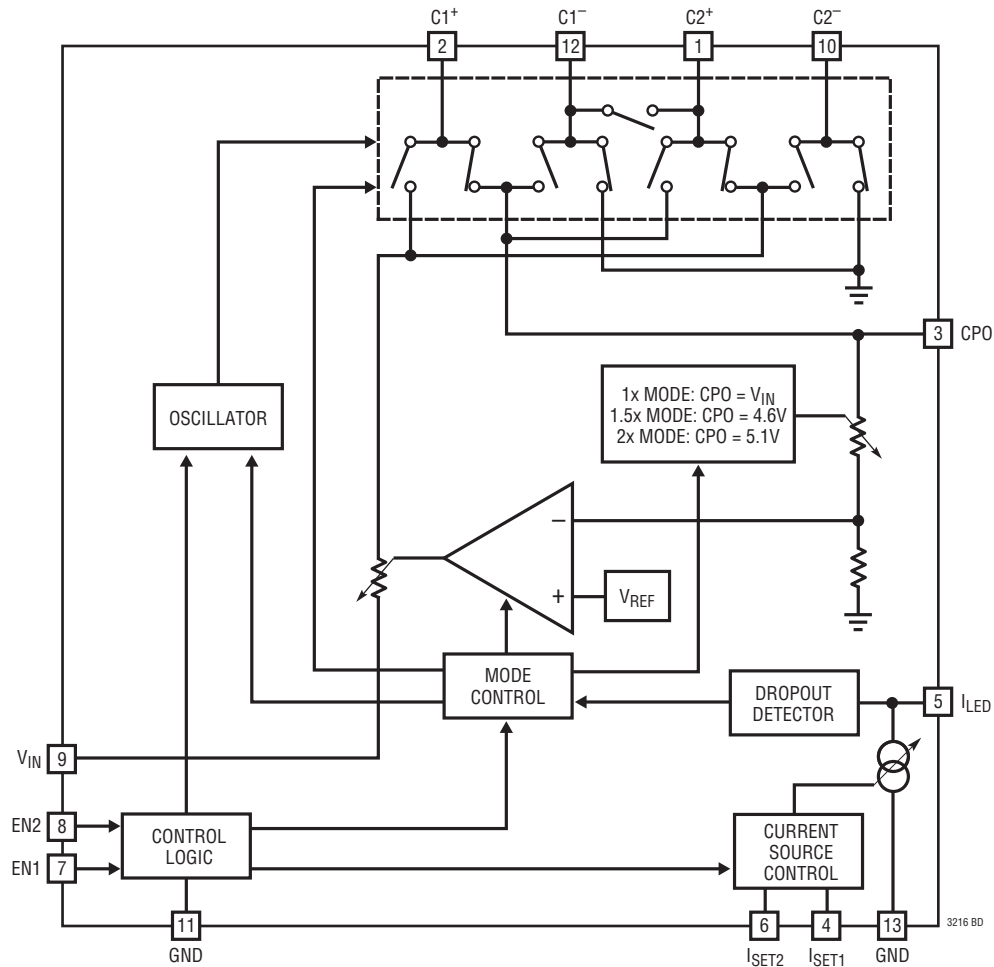 C1+ C1– C2+ C2–
2 12 1 10
3 CPO
OSCILLATOR
1x MODE: CPO = VIN
1.5x MODE: CPO = 4.6V
2x MODE: CPO = 5.1V
–
+
VREF
MODE
CONTROL
DROPOUT
DETECTOR
5 ILED
VIN 9
EN2 8
EN1 7
CONTROL
LOGIC
CURRENT
SOURCE
CONTROL
11
GND
6 4 13
ISET2 ISET1 GND
3216 BD